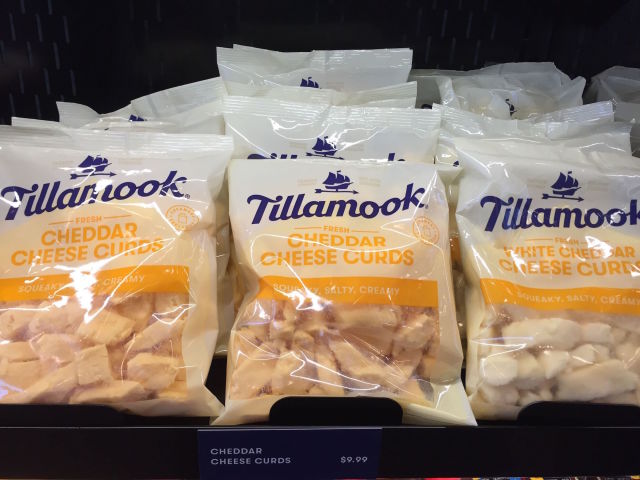 Tillamook
FRESH
CHEDDAR
CHEESE CURDS
SQUEAKY, SALTY, CREAMY
Tillamook
FRESH
CHEDDAR
CHEESE CURDS
SQUEAKY, SALTY, CREAMY
Tillamook
FRESH
WHITE CHEDDAR
CHEESE CURDS
SQUEAKY, SALTY, CREAMY
CHEDDAR
CHEESE CURDS $9.99